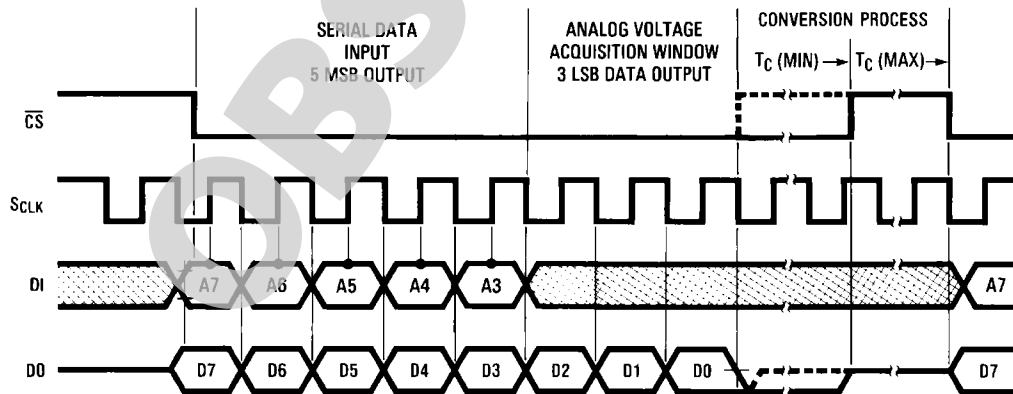 SERIAL DATA
INPUT
5 MSB OUTPUT
ANALOG VOLTAGE
ACQUISITION WINDOW
3 LSB DATA OUTPUT
CONVERSION PROCESS
TC (MIN)
TC (MAX)
CS
SCLK
DI
A7
A6
A5
A4
A3
A7
DO
D7
D6
D5
D4
D3
D2
D1
D0
D7
OBS